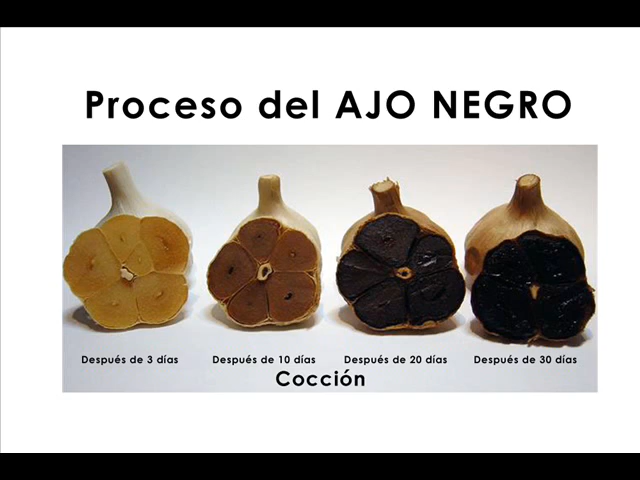 Proceso del AJO NEGRO
Después de 3 días
Después de 10 días
Después de 20 días
Después de 30 días
Cocción